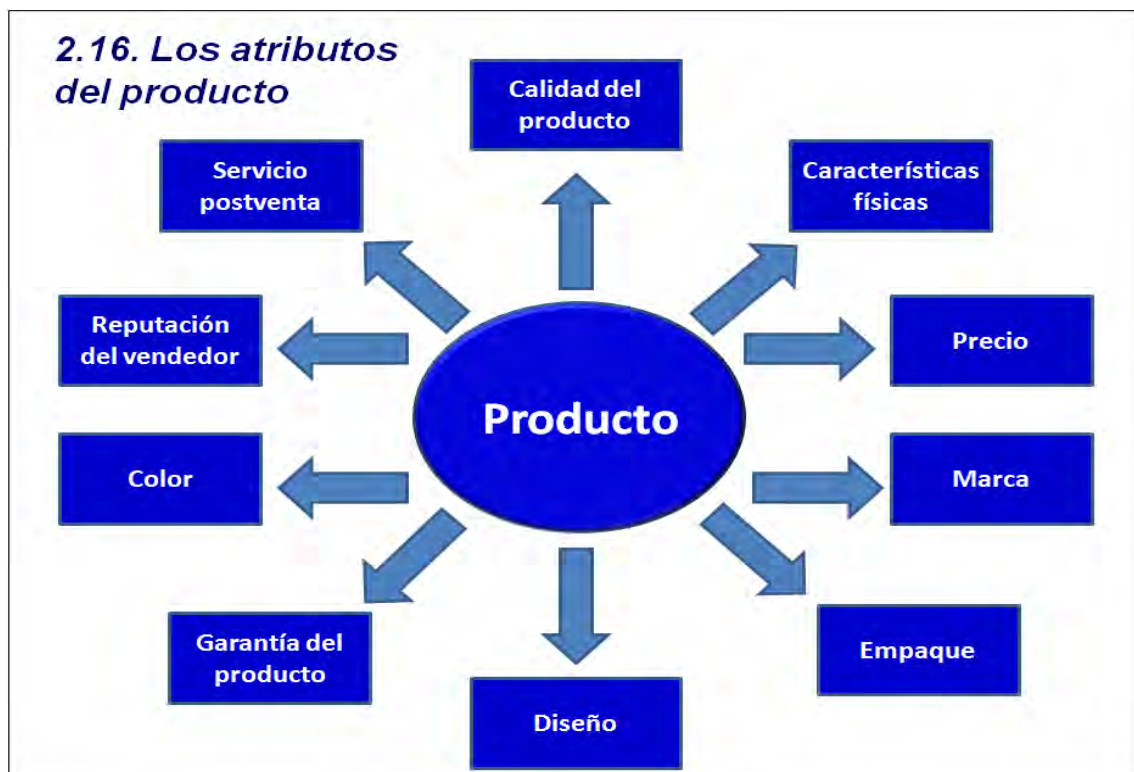 2.16. Los atributos
del producto
Calidad del
producto
Servicio
postventa
Característísticas
físicas
Reputación
del vendedor
Precio
Producto
Color
Marca
Garantía del
producto
Empaque
Diseño